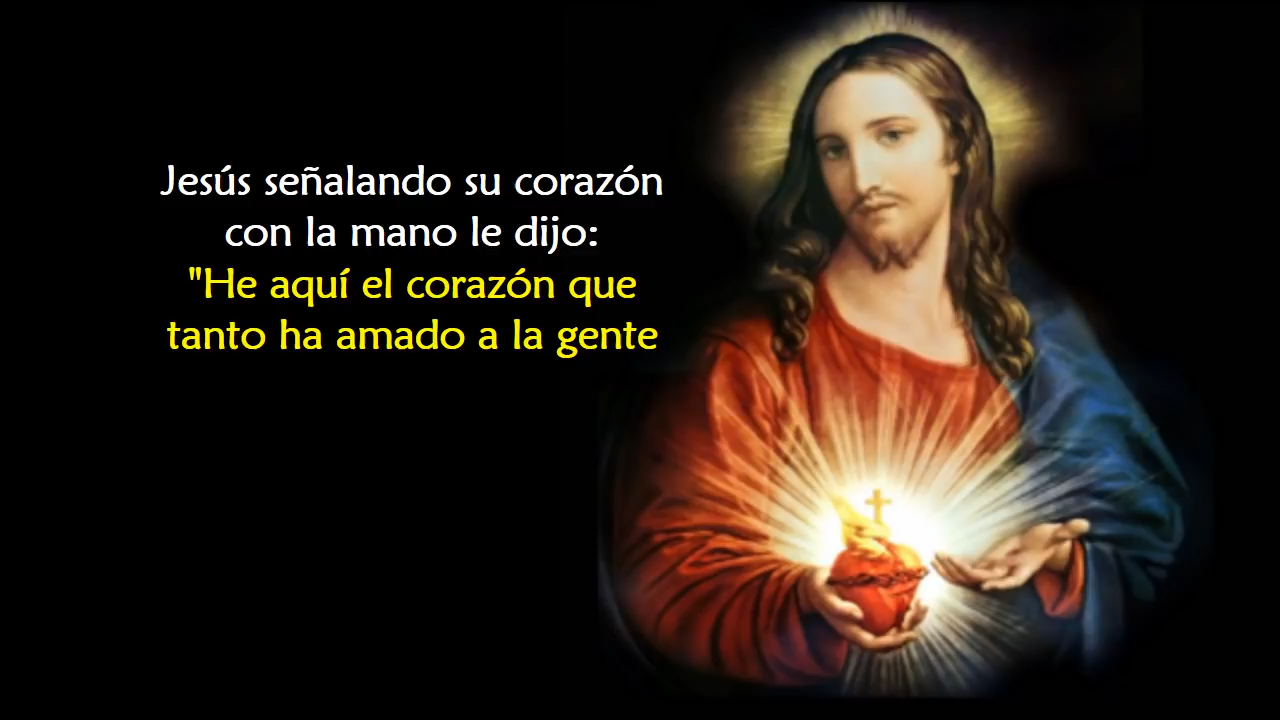 Jesús señalando su corazón
con la mano le dijo:
"He aquí el corazón que
tanto ha amado a la gente